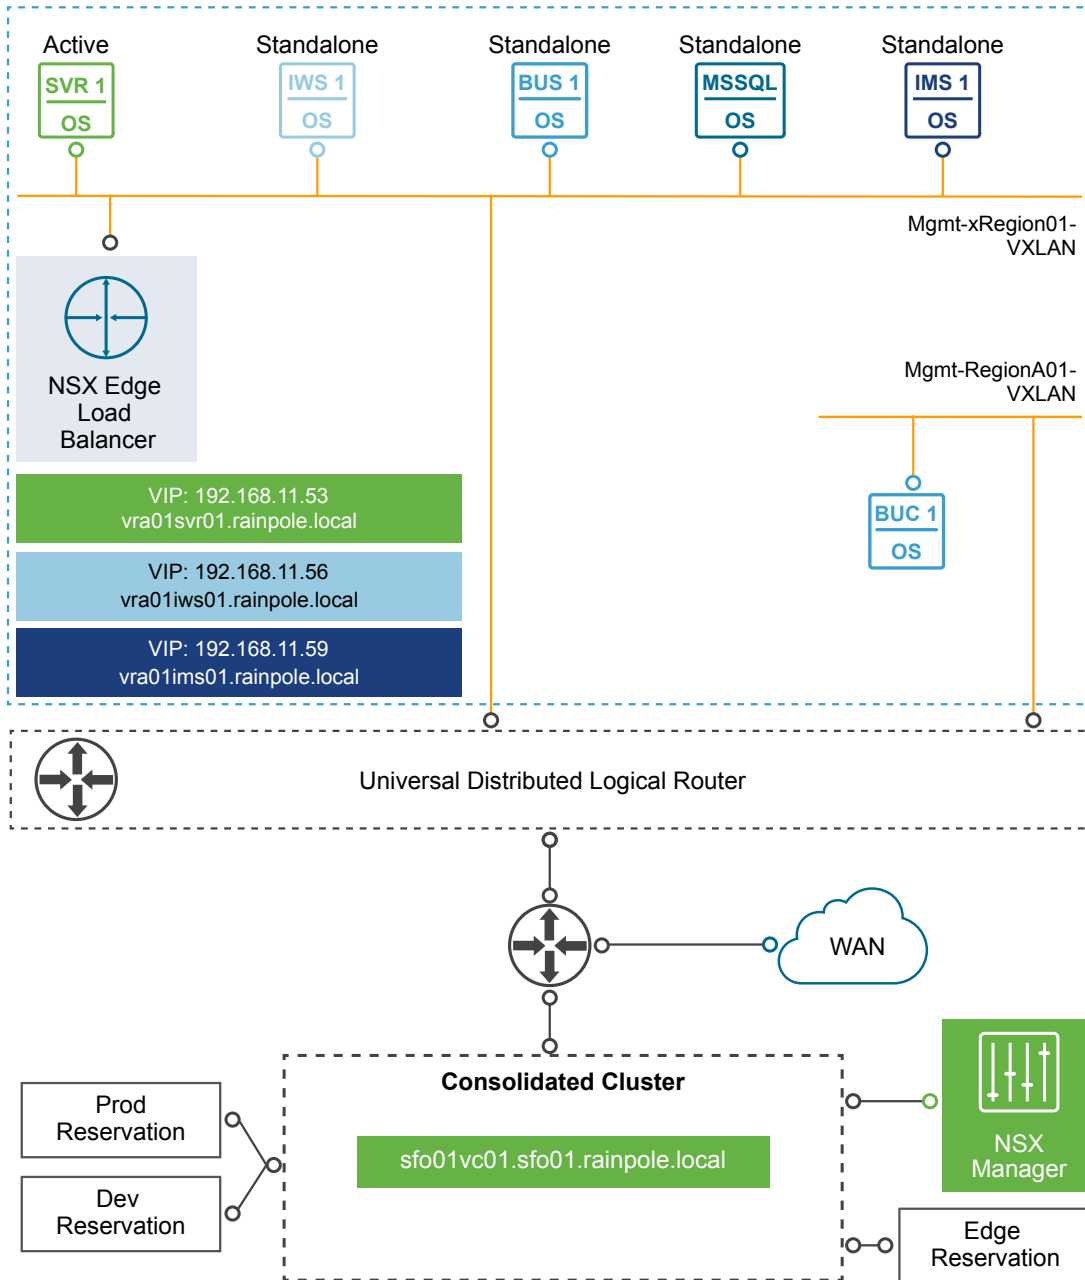 Active
Standalone
Standalone
Standalone
Standalone
SVR 1
OS
IWS 1
OS
BUS 1
OS
MSSQL
OS
IMS 1
OS
Mgmt-xRegion01-
VXLAN
NSX Edge
Load
Balancer
Mgmt-RegionA01-
VXLAN
VIP: 192.168.11.53
vra01svr01.rainpole.local
BUC 1
OS
VIP: 192.168.11.56
vra01iws01.rainpole.local
VIP: 192.168.11.59
vra01ims01.rainpole.local
Universal Distributed Logical Router
WAN
Consolidated Cluster
sfo01vc01.sfo01.rainpole.local
Prod
Reservation
Dev
Reservation
NSX
Manager
Edge
Reservation